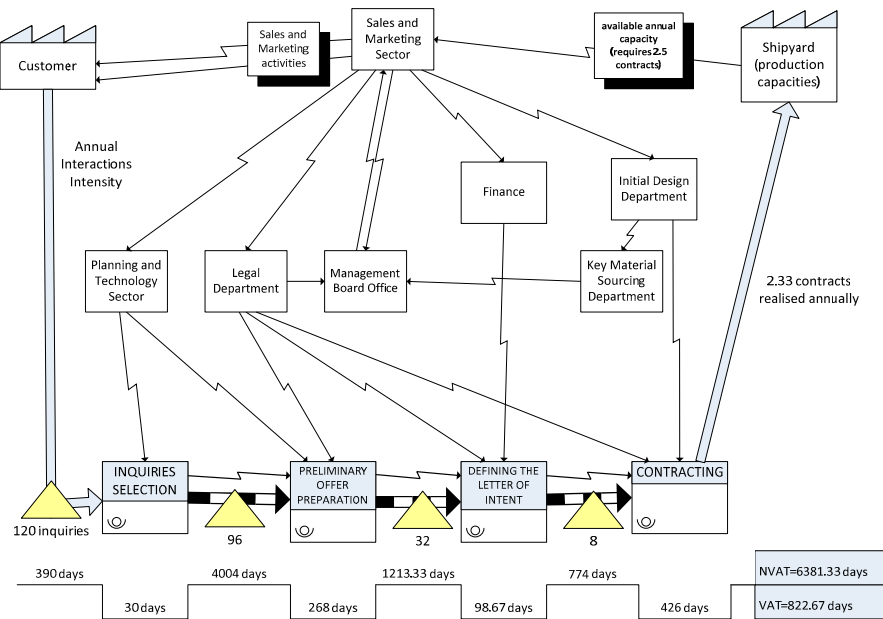 Customer
Sales and
Marketing
activities
Sales and
Marketing
Sector
available annual
capacity
(requires 2.5
contracts)
Shipyard
(production
capacities)
Annual
Interactions
Intensity
Finance
Initial Design
Department
Planning and
Technology
Sector
Legal
Department
Management
Board Office
Key Material
Sourcing
Department
2.33 contracts
realised annually
INQUIRIES
SELECTION
PRELIMINARY
OFFER
PREPARATION
DEFINING THE
LETTER OF
INTENT
CONTRACTING
120 inquiries
96
32
8
390 days
30 days
4004 days
268 days
1213.33 days
98.67 days
774 days
426 days
NVAT=6381.33 days
VAT=822.67 days